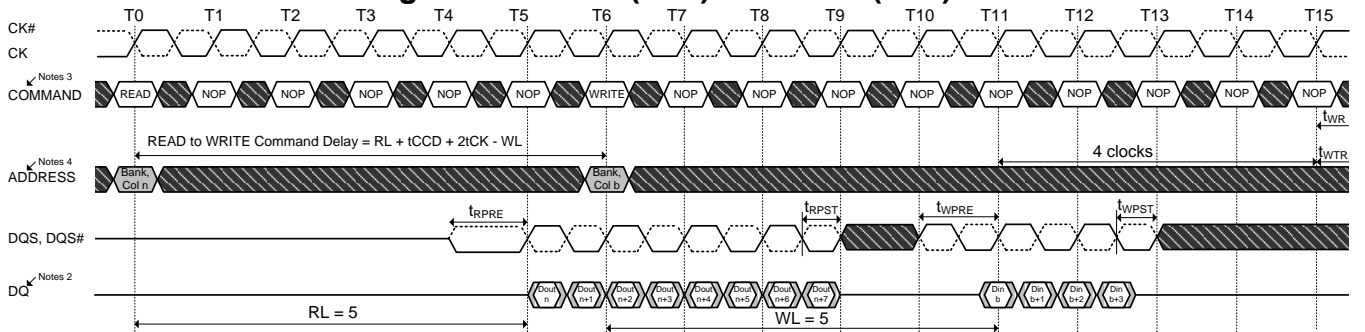 T0 T1 T2 T3 T4 T5 T6 T7 T8 T9 T10 T11 T12 T13 T14 T15
CK#
CK
Notes 3
COMMAND READ NOP NOP NOP NOP NOP WRITE NOP NOP NOP NOP NOP NOP NOP NOP NOP
tWR
READ to WRITE Command Delay = RL + tCCD + 2tCK - WL
4 clocks
tWTR
Notes 4
ADDRESS
Bank, Col n
Bank, Col b
tRPRE tRPST tWPRE tWPST
DQS, DQS#
Notes 2
DQ
Dout n
Dout n+1
Dout n+2
Dout n+3
Dout n+4
Dout n+5
Dout n+6
Dout n+7
Din b
Din b+1
Din b+2
Din b+3
RL = 5
WL = 5